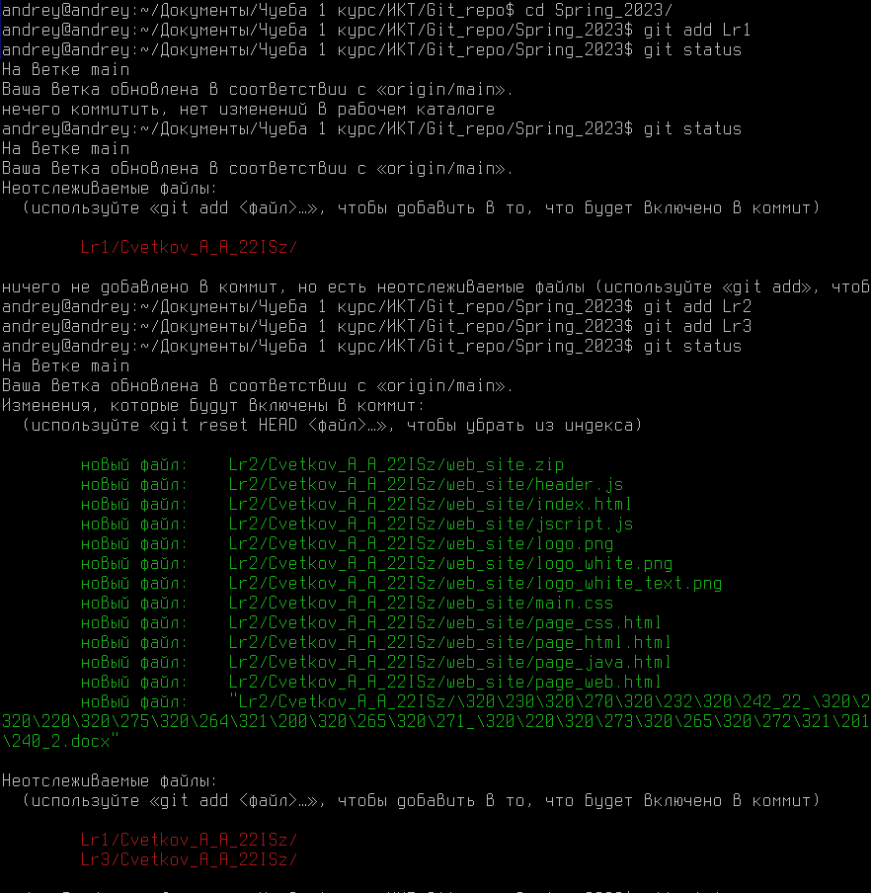 andrey@andrey:~/Документы/Чуеба 1 курс/ИКТ/Git_repo$ cd Spring_2023/
andrey@andrey:~/Документы/Чуеба 1 курс/ИКТ/Git_repo/Spring_2023$ git add Lr1
andrey@andrey:~/Документы/Чуеба 1 курс/ИКТ/Git_repo/Spring_2023$ git status
На ветке main
Ваша ветка обновлена в соответствии с «origin/main».
нечего коммитить, нет изменений в рабочем каталоге
andrey@andrey:~/Документы/Чуеба 1 курс/ИКТ/Git_repo/Spring_2023$ git status
На ветке main
Ваша ветка обновлена в соответствии с «origin/main».
Неотслеживаемые файлы:
(используйте «git add <файл>…», чтобы добавить в то, что будет включено в коммит)
Lr1/Cvetkov_A_A_22ISz/
ничего не добавлено в коммит, но есть неотслеживаемые файлы (используйте «git add», чтоб
andrey@andrey:~/Документы/Чуеба 1 курс/ИКТ/Git_repo/Spring_2023$ git add Lr2
andrey@andrey:~/Документы/Чуеба 1 курс/ИКТ/Git_repo/Spring_2023$ git add Lr3
andrey@andrey:~/Документы/Чуеба 1 курс/ИКТ/Git_repo/Spring_2023$ git status
На ветке main
Ваша ветка обновлена в соответствии с «origin/main».
Изменения, которые будут включены в коммит:
(используйте «git reset HEAD <файл>…», чтобы убрать из индекса)
новый файл:    Lr2/Cvetkov_A_A_22ISz/web_site.zip
новый файл:    Lr2/Cvetkov_A_A_22ISz/web_site/header.js
новый файл:    Lr2/Cvetkov_A_A_22ISz/web_site/index.html
новый файл:    Lr2/Cvetkov_A_A_22ISz/web_site/jscript.js
новый файл:    Lr2/Cvetkov_A_A_22ISz/web_site/logo.png
новый файл:    Lr2/Cvetkov_A_A_22ISz/web_site/logo_white.png
новый файл:    Lr2/Cvetkov_A_A_22ISz/web_site/logo_white_text.png
новый файл:    Lr2/Cvetkov_A_A_22ISz/web_site/main.css
новый файл:    Lr2/Cvetkov_A_A_22ISz/web_site/page_css.html
новый файл:    Lr2/Cvetkov_A_A_22ISz/web_site/page_html.html
новый файл:    Lr2/Cvetkov_A_A_22ISz/web_site/page_java.html
новый файл:    Lr2/Cvetkov_A_A_22ISz/web_site/page_web.html
новый файл:    "Lr2/Cvetkov_A_A_22ISz/\320\230\320\270\320\232\320\242_22_\320\2
320\220\320\275\320\264\321\200\320\265\320\271_\320\220\320\273\320\265\320\272\321\201
\240_2.docx"
Неотслеживаемые файлы:
(используйте «git add <файл>…», чтобы добавить в то, что будет включено в коммит)
Lr1/Cvetkov_A_A_22ISz/
Lr3/Cvetkov_A_A_22ISz/